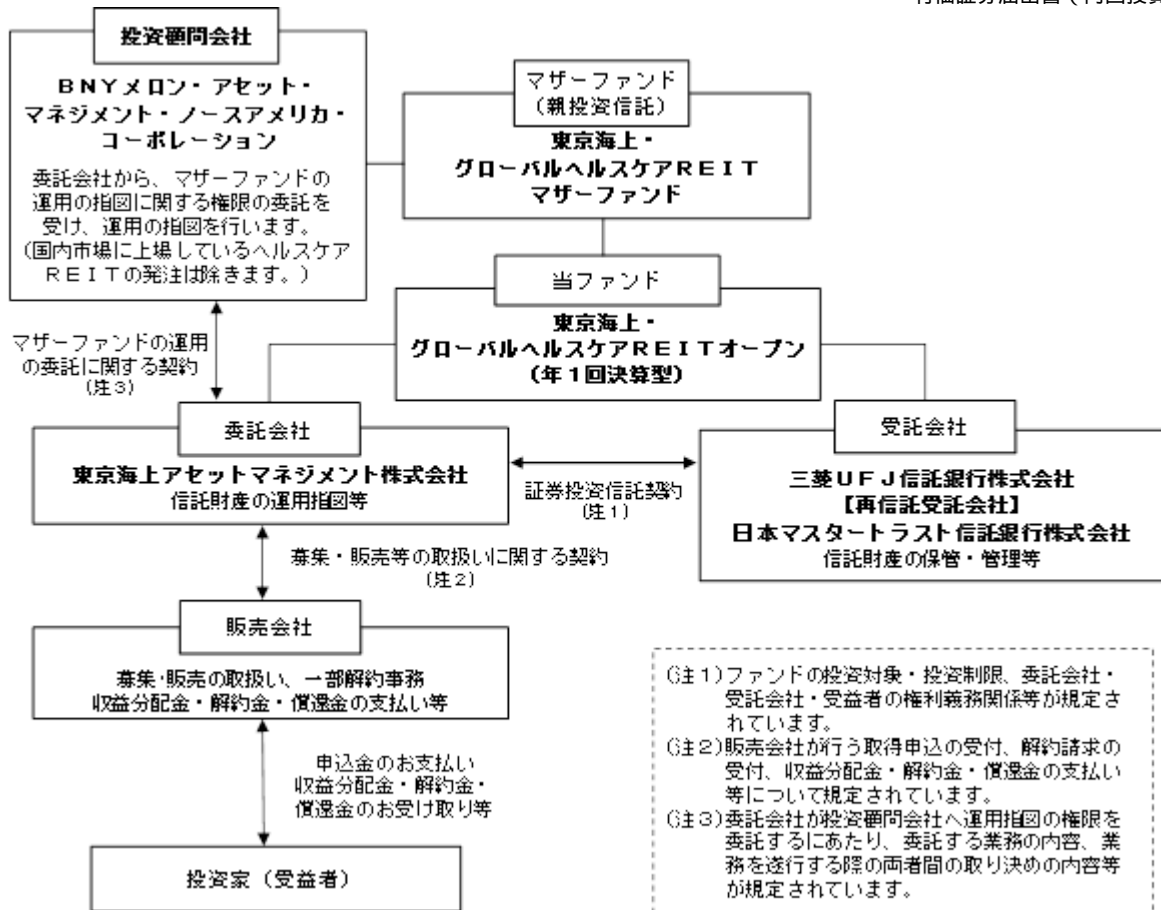 投資顧問会社
BNYメロン・アセット・
マネジメント・ノースアメリカ・
コーポレーション
委託会社から、マザーファンドの
運用の指図に関する権限の委託を
受け、運用の指図を行います。
(国内市場に上場しているヘルスケア
REITの発注は除きます。)
マザーファンド
(親投資信託)
東京海上・
グローバルヘルスケアREIT
マザーファンド
当ファンド
東京海上・
グローバルヘルスケアREITオープン
(年1回決算型)
マザーファンドの運用
の委託に関する契約
(注3)
委託会社
東京海上アセットマネジメント株式会社
信託財産の運用指図等
証券投資信託契約
(注1)
受託会社
三菱UFJ信託銀行株式会社
【再信託受託会社】
日本マスタートラスト信託銀行株式会社
信託財産の保管・管理等
募集・販売等の取扱いに関する契約
(注2)
販売会社
募集・販売の取扱い、一部解約事務
収益分配金・解約金・償還金の支払い等
申込金のお支払い
収益分配金・解約金・
償還金のお受け取り等
投資家(受益者)
(注1)ファンドの投資対象・投資制限、委託会社・
受託会社・受益者の権利義務関係等が規定さ
れています。
(注2)販売会社が行う取得申込の受付、解約請求の
受付、収益分配金・解約金・償還金の支払い
等について規定されています。
(注3)委託会社が投資顧問会社へ運用指図の権限を
委託するにあたり、委託する業務の内容、業
務を遂行する際の両者間の取り決めの内容等
が規定されています。